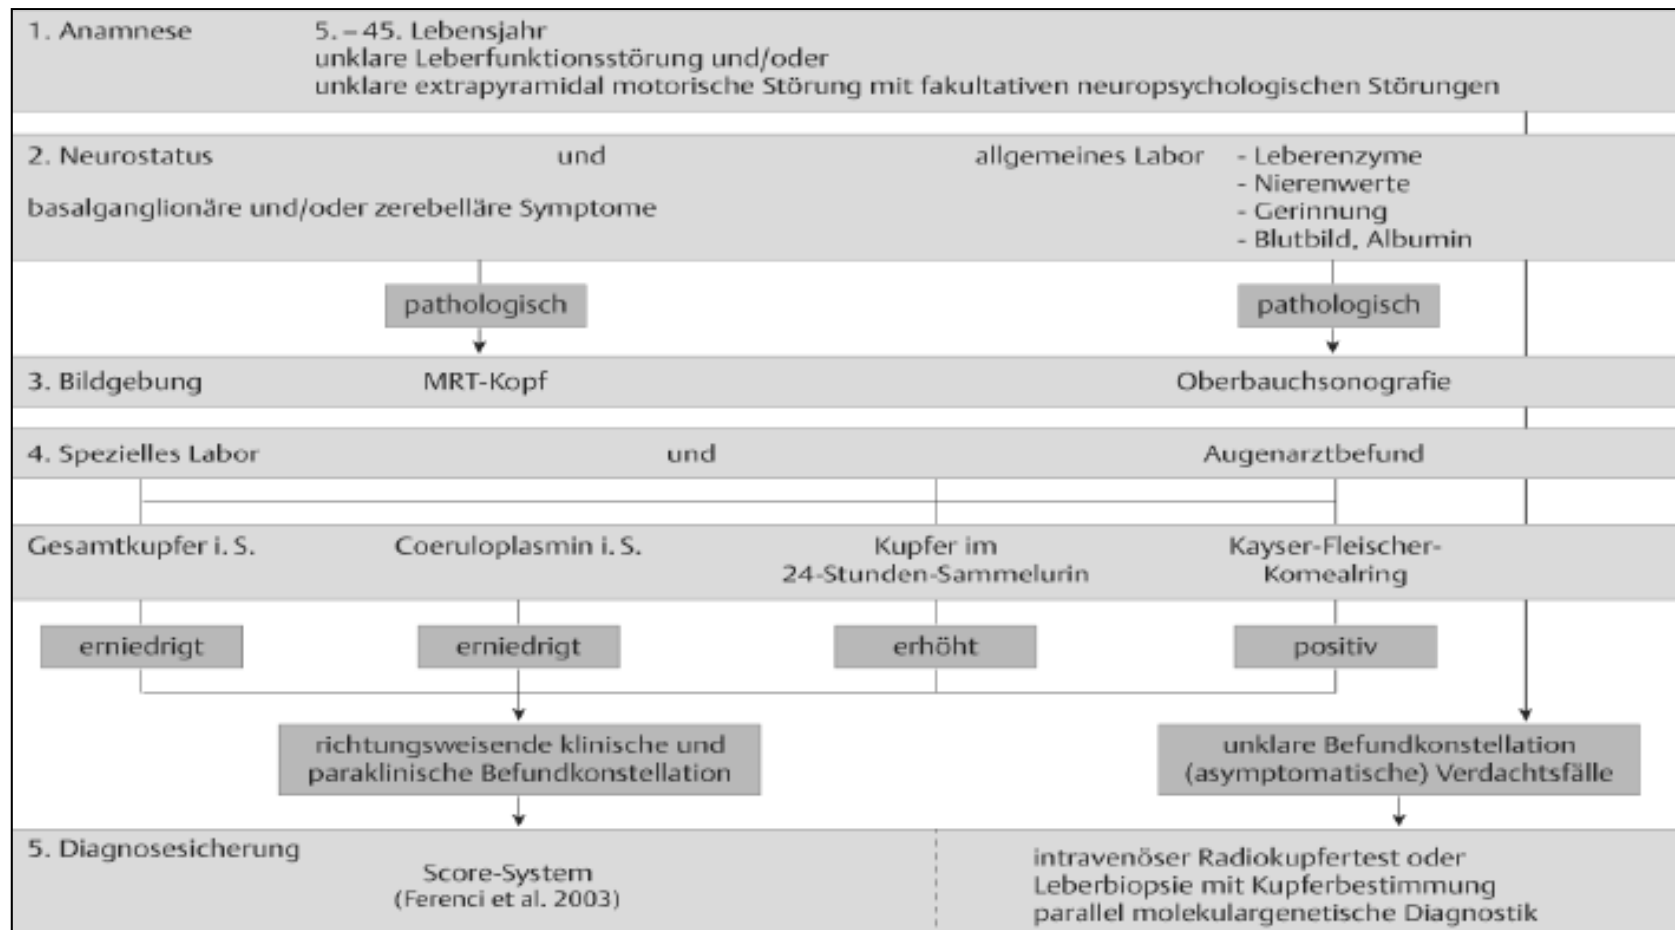 1. Anamnese
5. – 45. Lebensjahr
unklare Leberfunktionsstörung und/oder
unklare extrapyramidal motorische Störung mit fakultativen neuropsychologischen Störungen
2. Neurostatus und allgemeines Labor - Leberenzyme
- Nierenwerte
basalganglionäre und/oder zerebelläre Symptome
- Gerinnung
- Blutbild, Albumin
pathologisch pathologisch
3. Bildgebung MRT-Kopf Oberbauchsonografie
4. Spezielles Labor und Augenarztbefund
Gesamtkupfer i. S. Coeruloplasmin i. S. Kupfer im Kayser-Fleischer-
24-Stunden-Sammelurin Kornealring
erniedrigt erniedrigt erhöht positiv
richtungsweisende klinische und
paraklinische Befundkonstellation
unklare Befundkonstellation
(asymptomatische) Verdachtsfälle
5. Diagnosesicherung
Score-System
(Ferenci et al. 2003)
intravenöser Radiokupfertest oder
Leberbiopsie mit Kupferbestimmung
parallel molekulargenetische Diagnostik